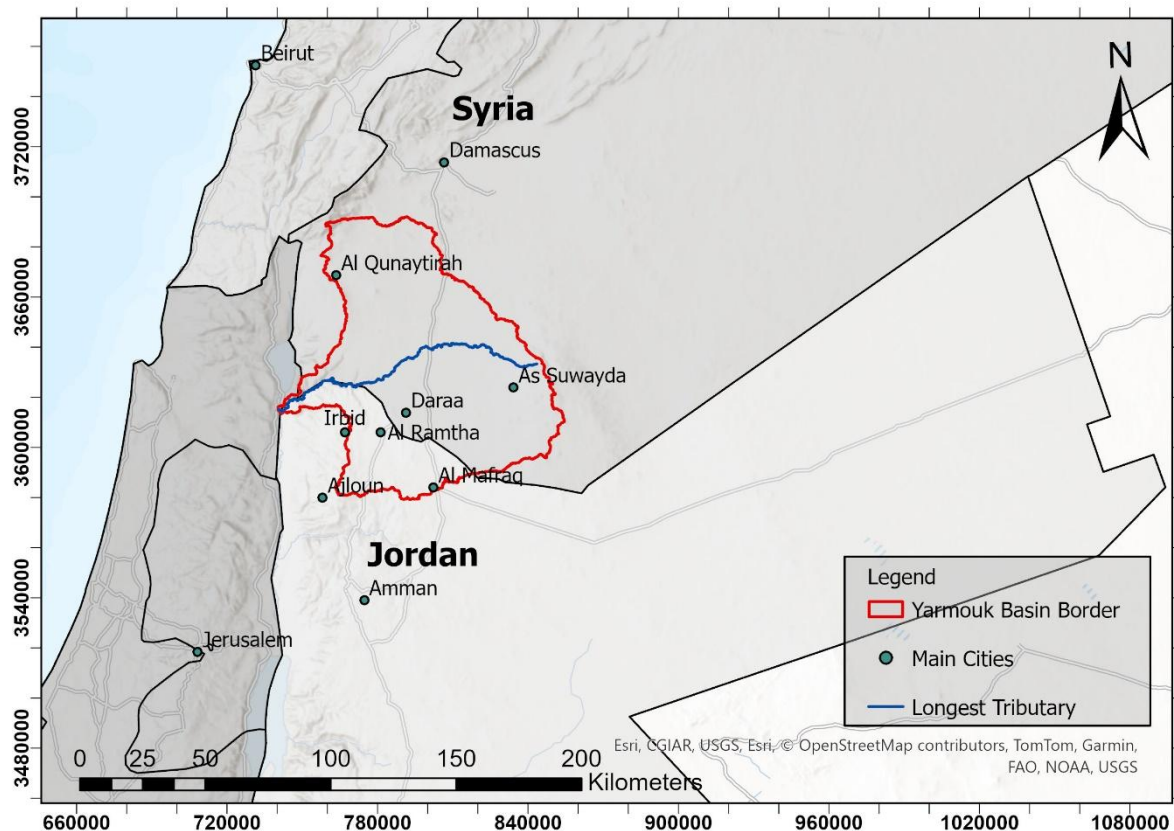 Beirut
N
Syria
Damascus
Al Qunaytirah
As Suwayda
Daraa
Irbid
Al Ramtha
Al Mafraq
Ajloun
Jordan
Amman
Jerusalem
Legend
Yarmouk Basin Border
Main Cities
Longest Tributary
Esri, CGIAR, USGS, Esri, © OpenStreetMap contributors, TomTom, Garmin,
FAO, NOAA, USGS
0 25 50 100 150 200
Kilometers
3720000
3660000
3600000
3540000
3480000
660000 720000 780000 840000 900000 960000 1020000 1080000